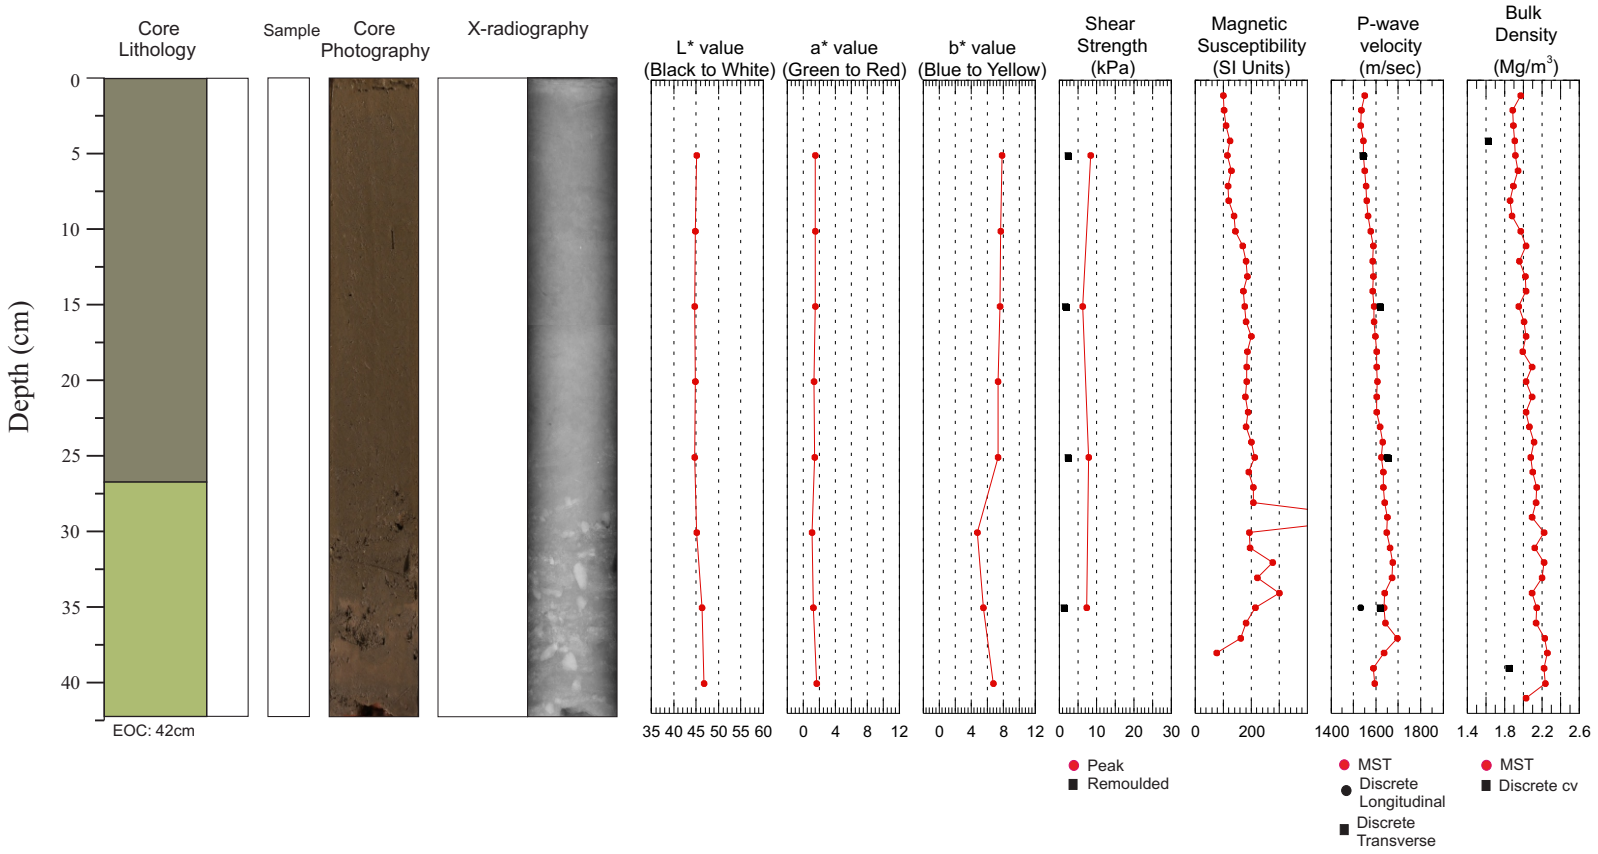 Core
Lithology
Sample
Core
Photography
X-radiography
L* value
(Black to White)
a* value
(Green to Red)
b* value
(Blue to Yellow)
Shear
Strength
(kPa)
Magnetic
Susceptibility
(SI Units)
P-wave
velocity
(m/sec)
Bulk
Density
(Mg/m³)
Depth (cm)
0
5
10
15
20
25
30
35
40
EOC: 42cm
35 40 45 50 55 60
0 4 8 12
0 4 8 12
0 10 20 30
0 200
1400 1600 1800
1.4 1.8 2.2 2.6
Peak
Remoulded
MST
Discrete
Longitudinal
Discrete
Transverse
MST
Discrete cv